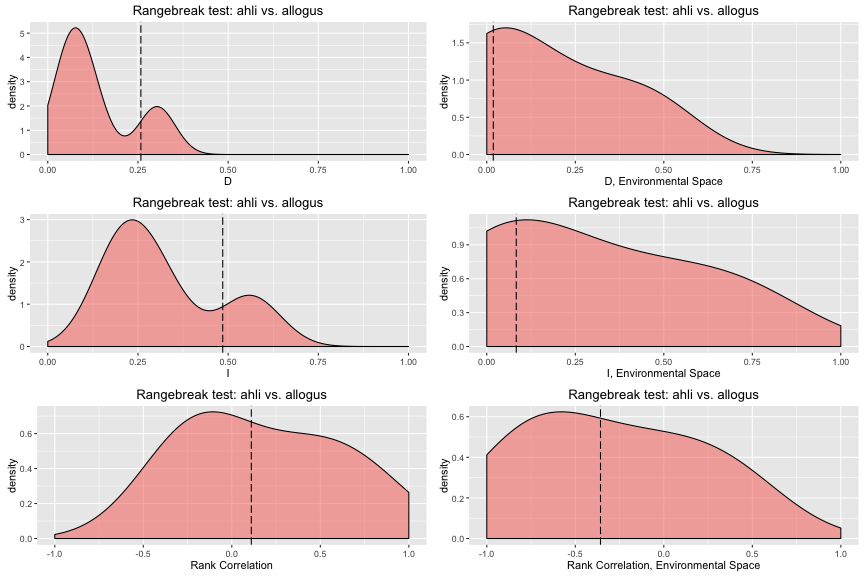 Rangebreak test: ahli vs. allogus
density
5
4
3
2
1
0
0.00 0.25 0.50 0.75 1.00
D
Rangebreak test: ahli vs. allogus
density
1.5
1.0
0.5
0.0
0.00 0.25 0.50 0.75 1.00
D, Environmental Space
Rangebreak test: ahli vs. allogus
density
3
2
1
0
0.00 0.25 0.50 0.75 1.00
I
Rangebreak test: ahli vs. allogus
density
0.9
0.6
0.3
0.0
0.00 0.25 0.50 0.75 1.00
I, Environmental Space
Rangebreak test: ahli vs. allogus
density
0.6
0.4
0.2
0.0
-1.0 -0.5 0.0 0.5 1.0
Rank Correlation
Rangebreak test: ahli vs. allogus
density
0.6
0.4
0.2
0.0
-1.0 -0.5 0.0 0.5 1.0
Rank Correlation, Environmental Space